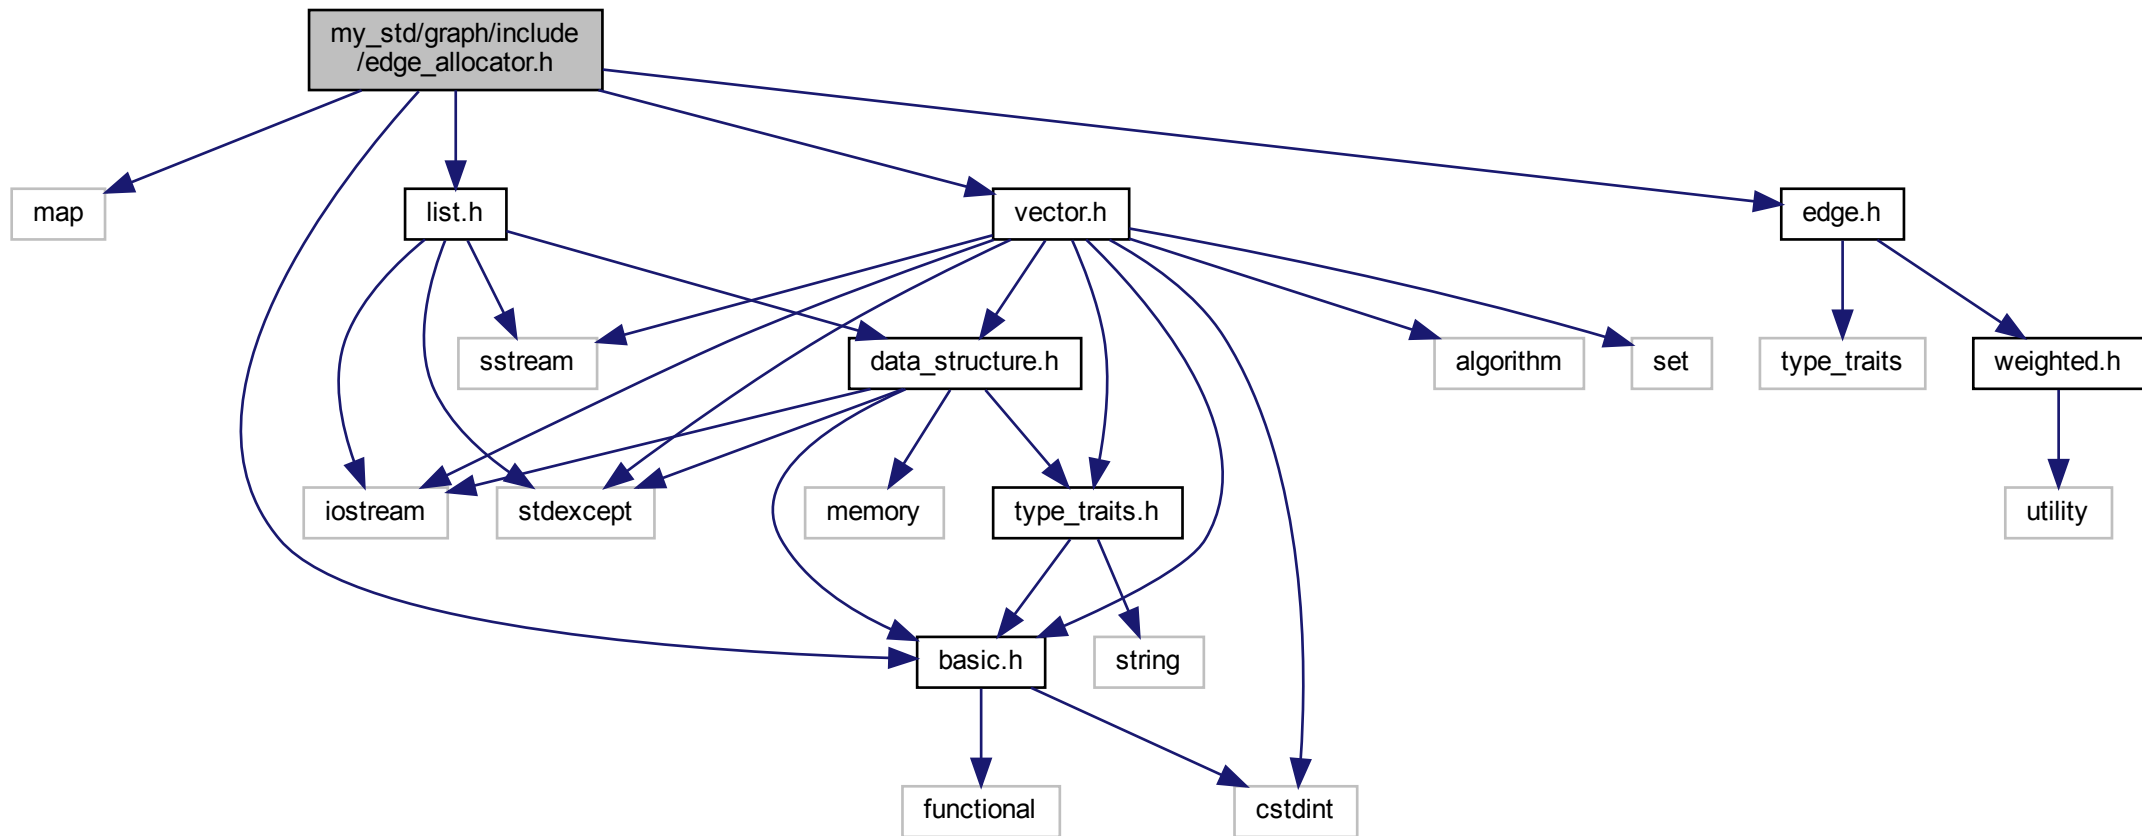 my_std/graph/include
/edge_allocator.h
map
list.h
vector.h
edge.h
sstream
data_structure.h
algorithm
set
type_traits
weighted.h
iostream
stdexcept
memory
type_traits.h
utility
basic.h
string
functional
cstdint